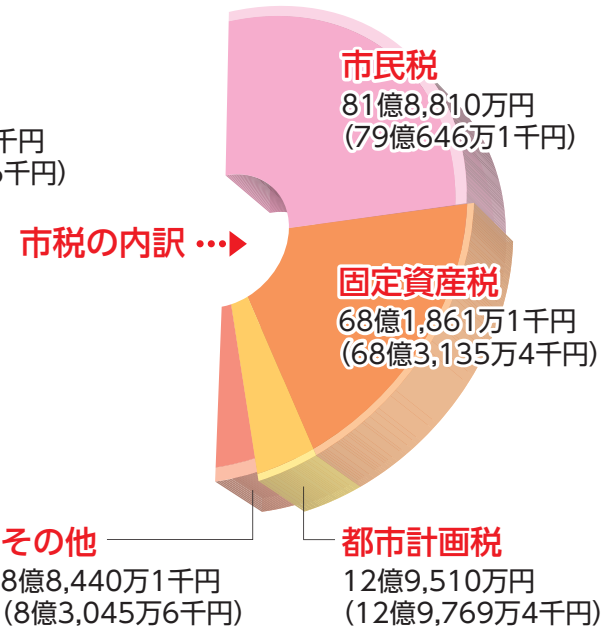 市民税
81億8,810万円
(79億646万1千円)
千円
千円)
市税の内訳 …▶
固定資産税
68億1,861万1千円
(68億3,135万4千円)
その他
8億8,440万1千円
(8億3,045万6千円)
都市計画税
12億9,510万円
(12億9,769万4千円)